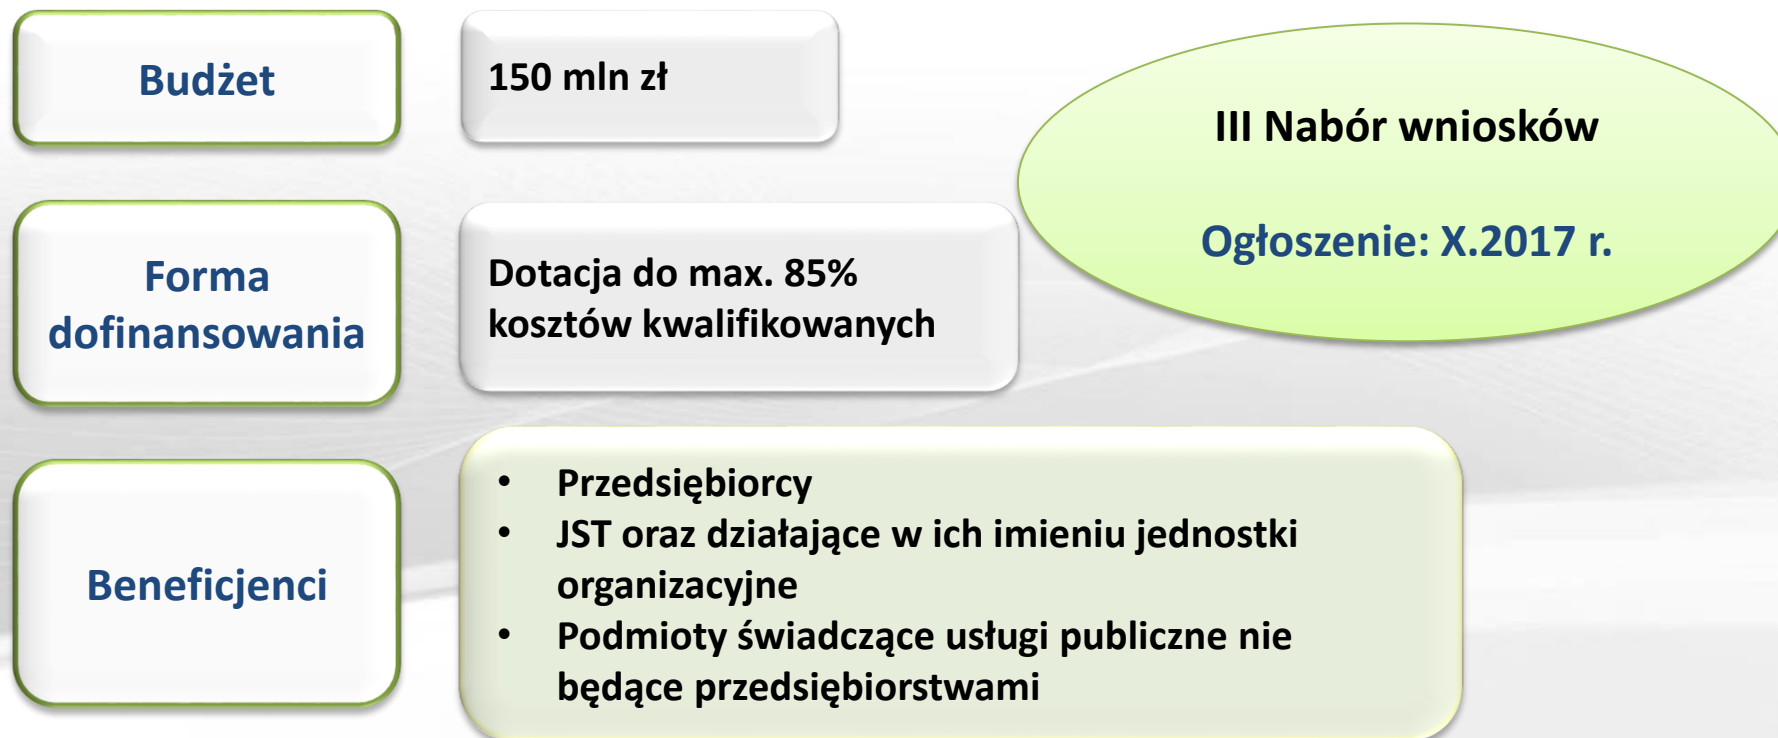 Budżet
150 mln zł
III Nabór wniosków
Ogłoszenie: X.2017 r.
Forma
dofinansowania
Dotacja do max. 85%
kosztów kwalifikowanych
Beneficjenci
• Przedsiębiorcy
• JST oraz działające w ich imieniu jednostki
organizacyjne
• Podmioty świadczące usługi publiczne nie
będące przedsiębiorstwami